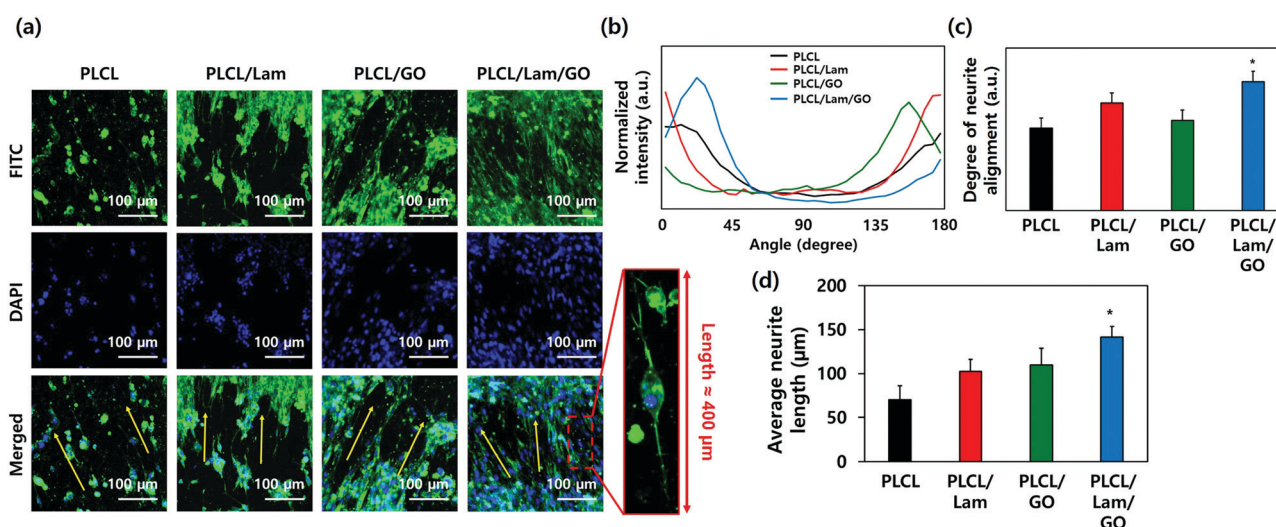 (a)
PLCL
PLCL/Lam
PLCL/GO
PLCL/Lam/GO
FITC
100 μm
100 μm
100 μm
100 μm
DAPI
100 μm
100 μm
100 μm
100 μm
Merged
100 μm
100 μm
100 μm
100 μm
Length ≈ 400 μm
(b)
Normalized
intensity (a.u.)
PLCL
PLCL/Lam
PLCL/GO
PLCL/Lam/GO
0 45 90 135 180
Angle (degree)
(c)
Degree of neurite
alignment (a.u.)
*
PLCL
PLCL/
Lam
PLCL/
GO
PLCL/
Lam/
GO
(d)
Average neurite
length (μm)
200
150
100
50
0
*
PLCL
PLCL/
Lam
PLCL/
GO
PLCL/
Lam/
GO